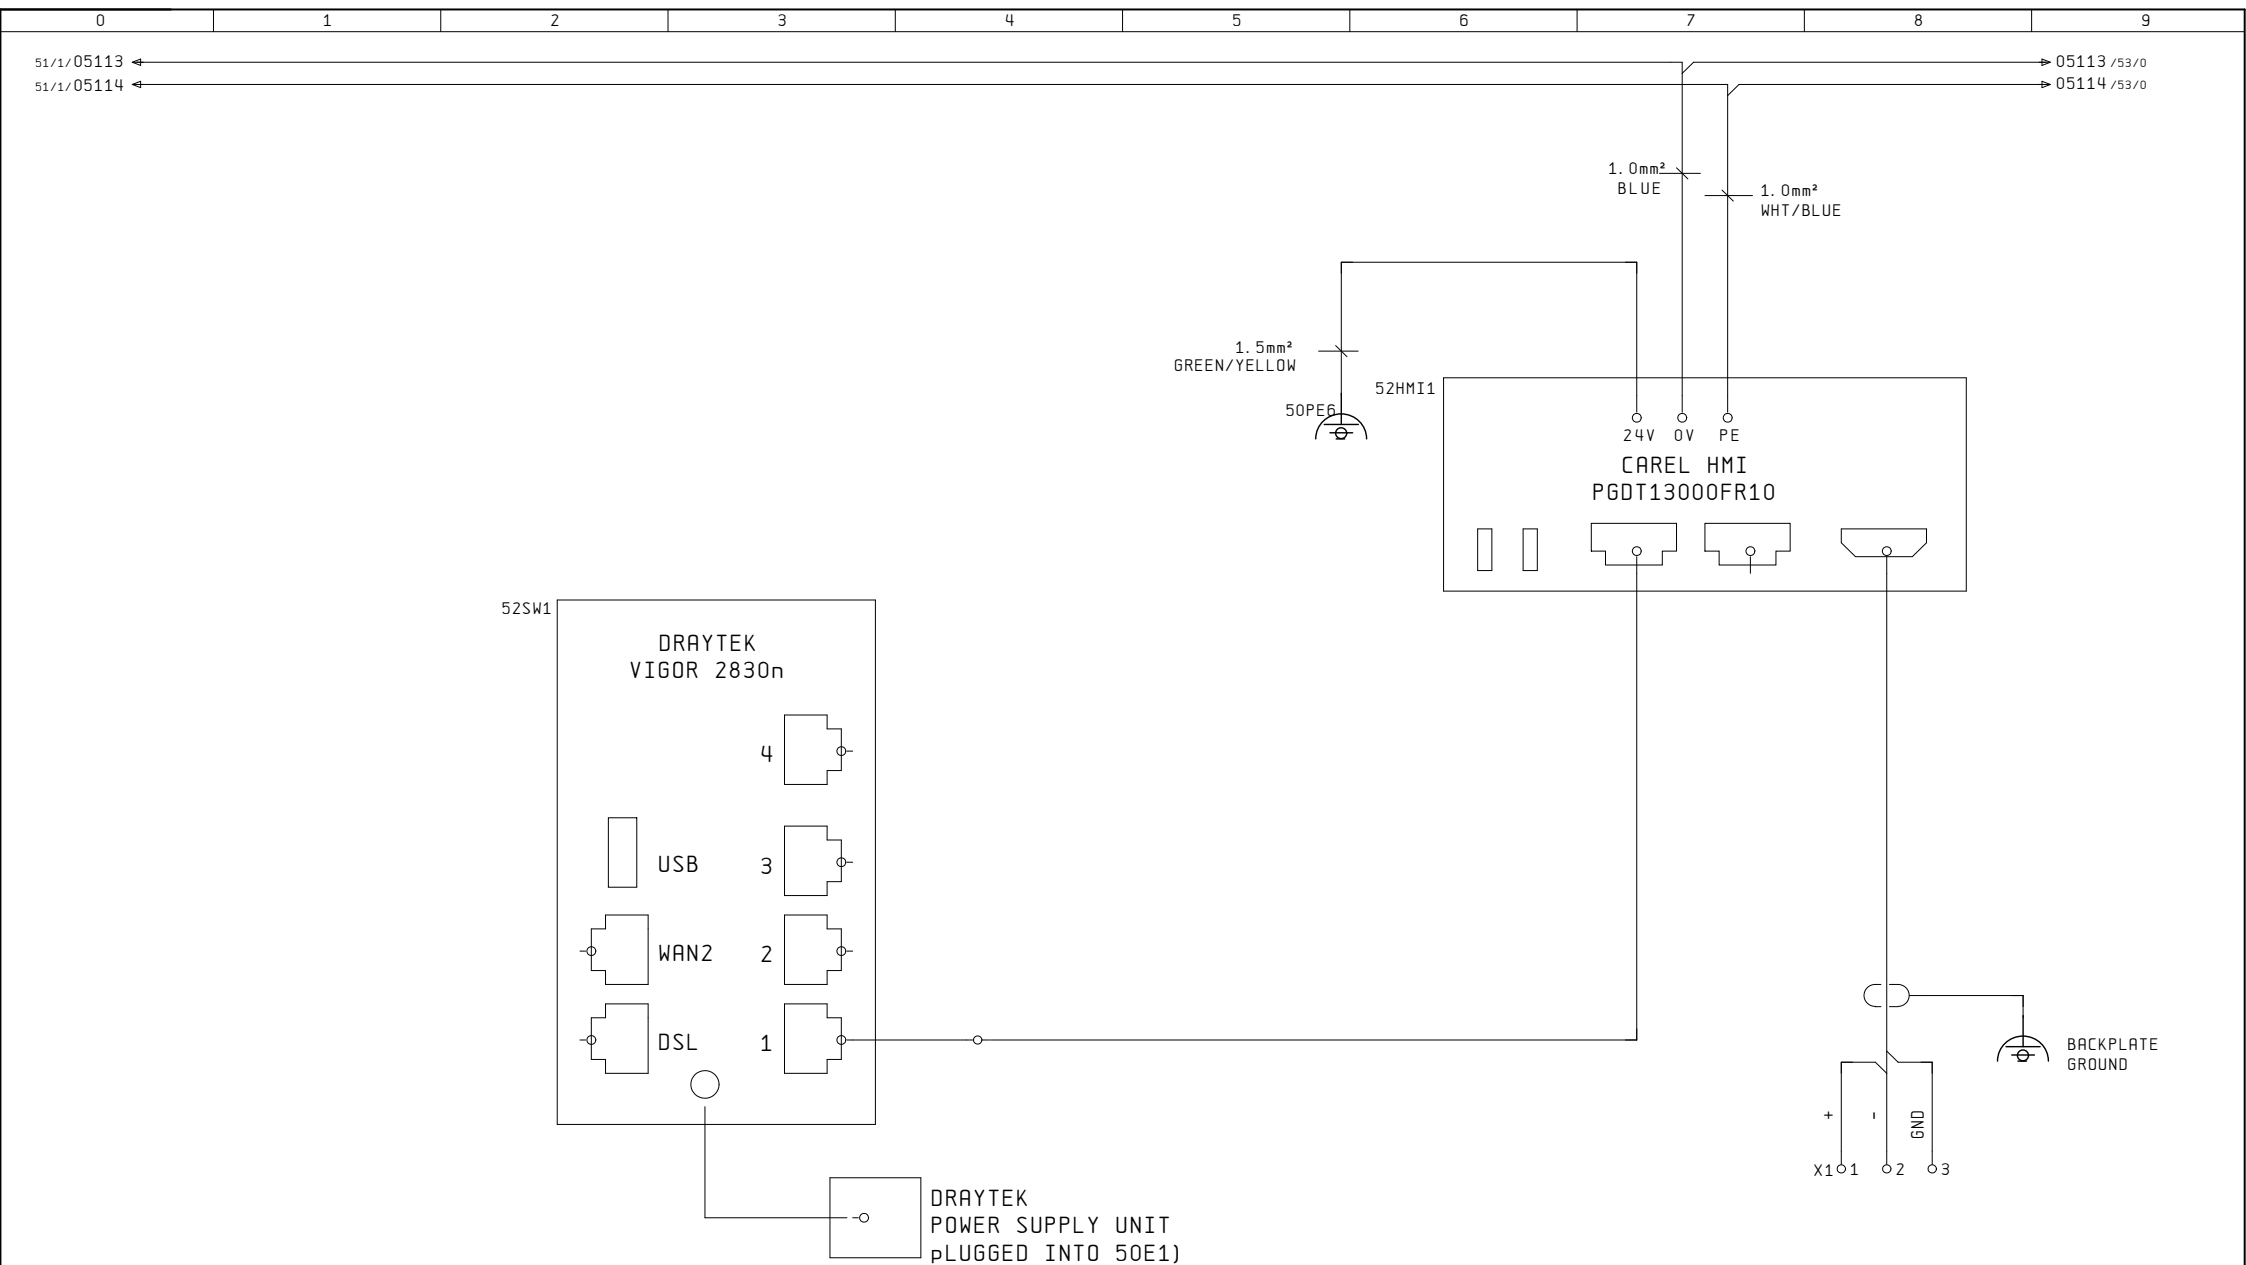 0 1 2 3 4 5 6 7 8 9
51/1/05113 05113/53/0
51/1/05114 05114/53/0
1.0mm²
BLUE
1.0mm²
WHT/BLUE
1.5mm²
GREEN/YELLOW
50PE6
52HMI1
24V 0V PE
CAREL HMI
PGDT13000FR10
52SW1
DRAYTEK
VIGOR 2830n
4
USB 3
WAN2 2
DSL 1
BACKPLATE
GROUND
+ - GND
X1 1 2 3
DRAYTEK
POWER SUPPLY UNIT
pLUGGED INTO 50E1)